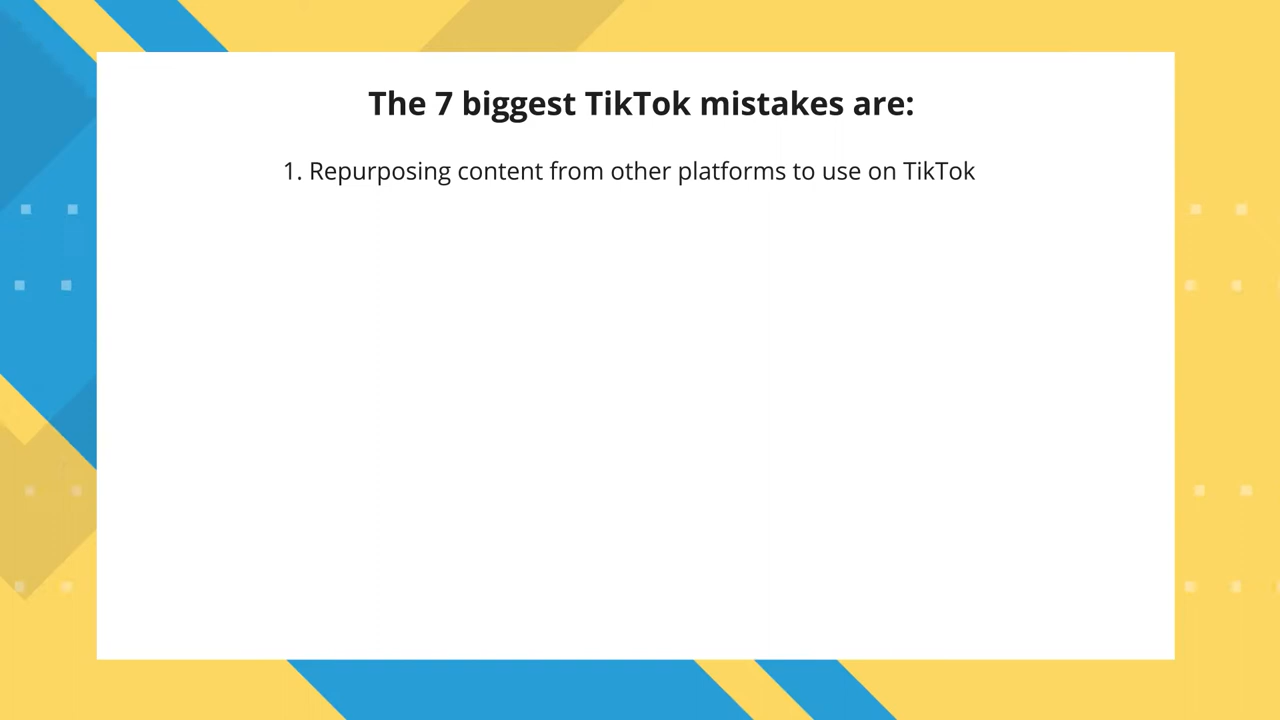 The 7 biggest TikTok mistakes are:
1. Repurposing content from other platforms to use on TikTok